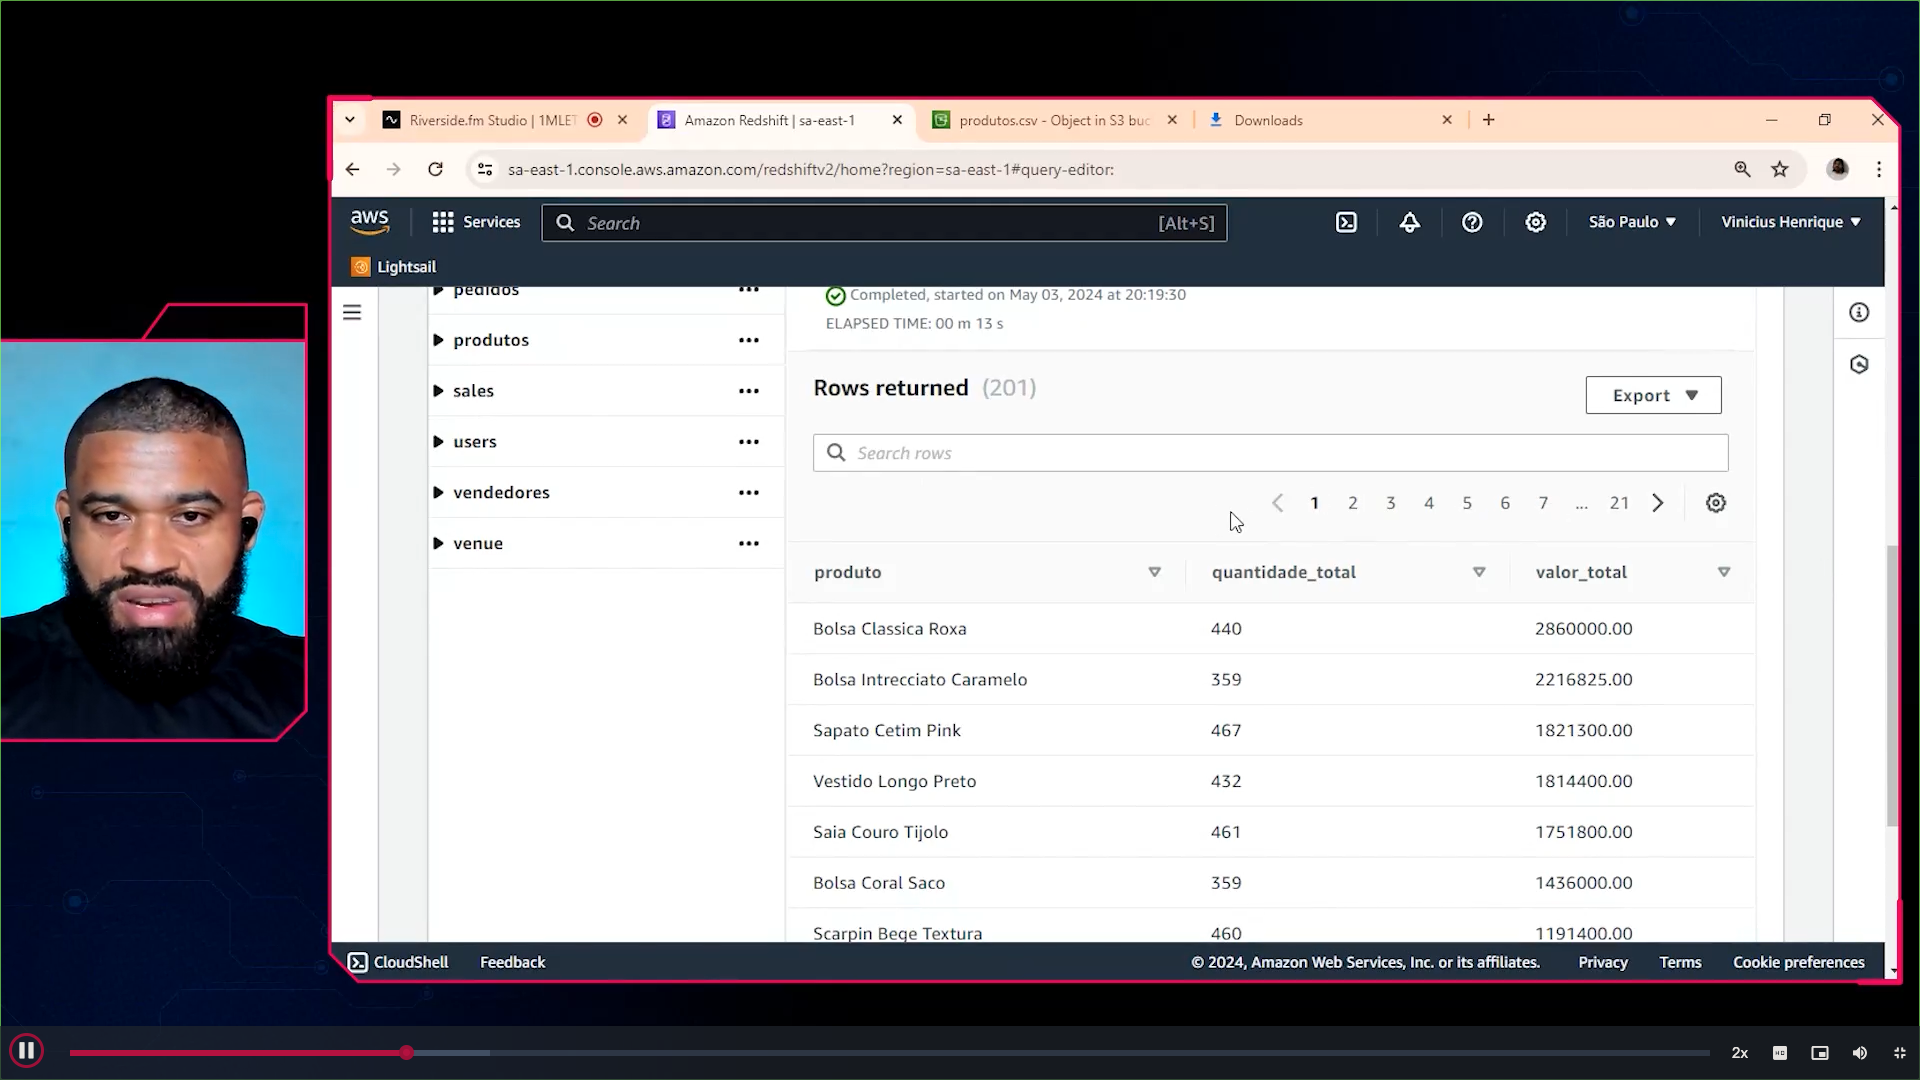 Riverside.fm Studio | 1MLET
Amazon Redshift | sa-east-1
produtos.csv - Object in S3 buc
Downloads
sa-east-1.console.aws.amazon.com/redshiftv2/home?region=sa-east-1#query-editor:
aws
Services
Search
[Alt+S]
São Paulo
Vinicius Henrique
Lightsail
pedidos
produtos
sales
users
vendedores
venue
Completed, started on May 03, 2024 at 20:19:30
ELAPSED TIME: 00 m 13 s
Rows returned (201)
Export
Search rows
1 2 3 4 5 6 7 ... 21
produto quantidade_total valor_total
Bolsa Classica Roxa 440 2860000.00
Bolsa Intrecciato Caramelo 359 2216825.00
Sapato Cetim Pink 467 1821300.00
Vestido Longo Preto 432 1814400.00
Saia Couro Tijolo 461 1751800.00
Bolsa Coral Saco 359 1436000.00
Scarpin Bege Textura 460 1191400.00
CloudShell
Feedback
© 2024, Amazon Web Services, Inc. or its affiliates.
Privacy
Terms
Cookie preferences
2x
HD